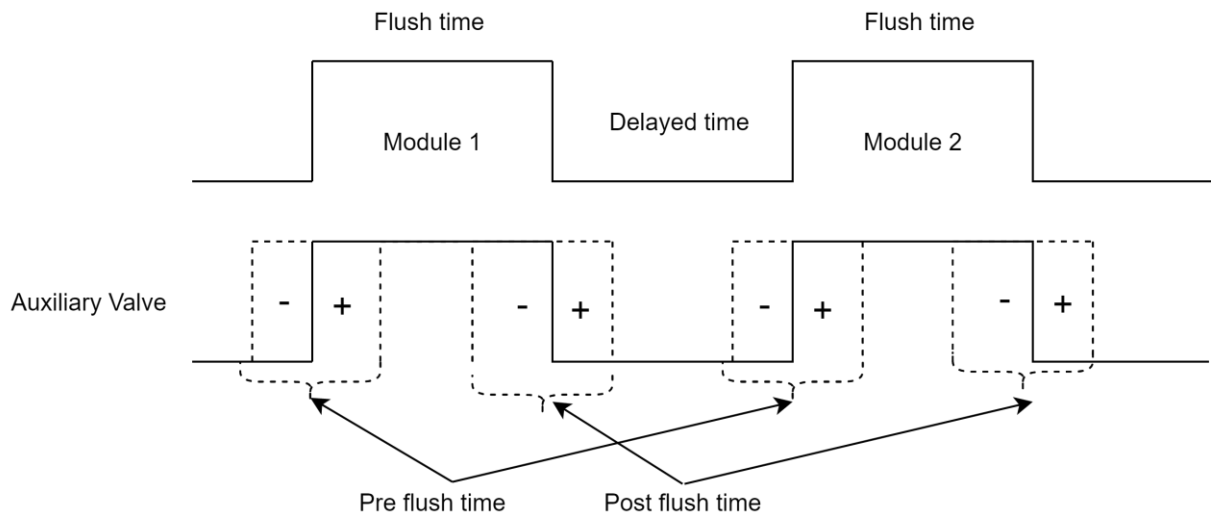 Flush time
Flush time
Delayed time
Module 1
Module 2
Auxiliary Valve
-
+
-
+
-
+
-
+
Pre flush time
Post flush time